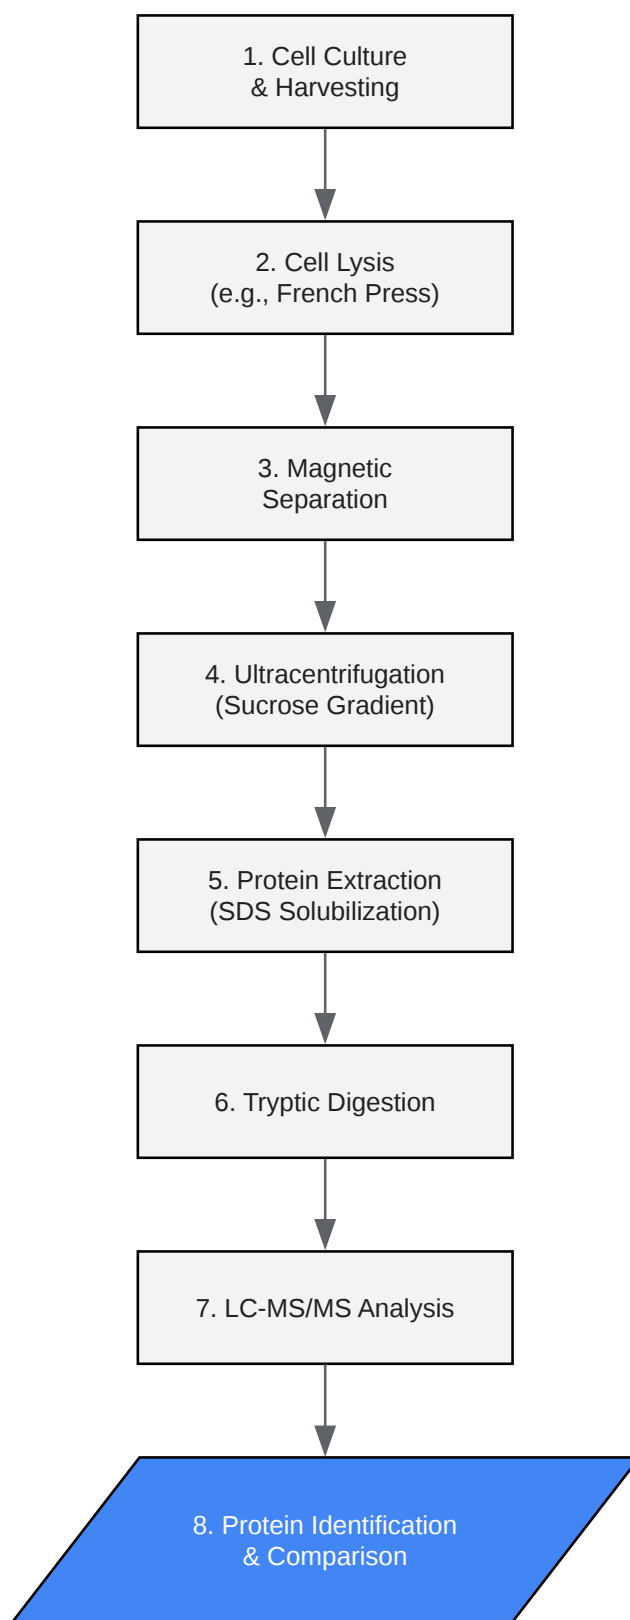 1. Cell Culture
& Harvesting
2. Cell Lysis
(e.g., French Press)
3. Magnetic
Separation
4. Ultracentrifugation
(Sucrose Gradient)
5. Protein Extraction
(SDS Solubilization)
6. Tryptic Digestion
7. LC-MS/MS Analysis
8. Protein Identification
& Comparison